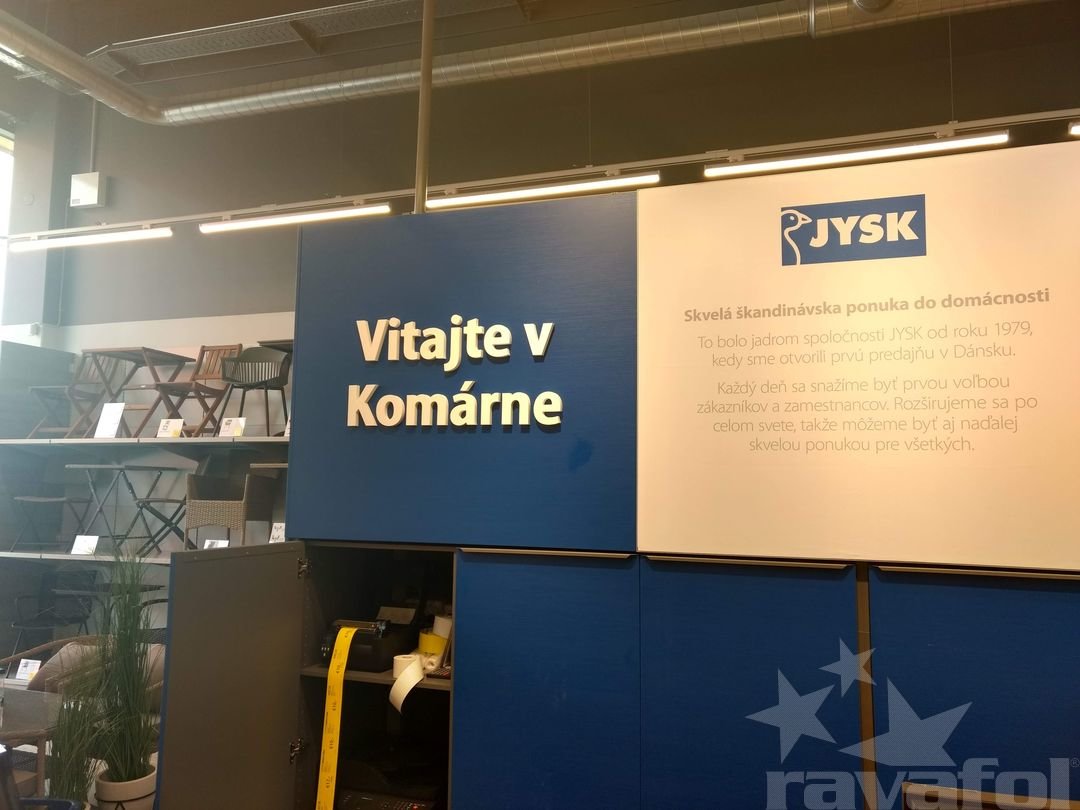 Vitajte v
Komárne
JYSK
Skvelá škandinávska ponuka do domácnosti
To bolo jadrom spoločnosti JYSK od roku 1979,
kedy sme otvorili prvú predajňu v Dánsku.
Každý deň sa snažíme byť prvou voľbou
zákazníkov a zamestnancov. Rozširujeme sa po
celom svete, takže môžeme byť aj naďalej
skvelou ponukou pre všetkých.
ravafol®